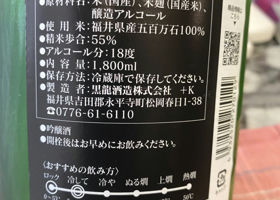 ●原材料名：米（国産）、米麹（国産米）、
醸造アルコール
●使用米：福井県産五百万石100%
●精米歩合：55%
●アルコール分：18度
●内容量：1,800ml
●保存方法：冷蔵庫で保存してください。
●製造者：黒龍酒造株式会社 +K
福井県吉田郡永平寺町松岡春日1-38
☎0776-61-6110
●吟醸酒
●開栓後はお早めにお飲みください。
〈おすすめの飲み方〉
ロック 冷して 冷や ぬる燗 上燗 熱燗
0~5℃ 50℃